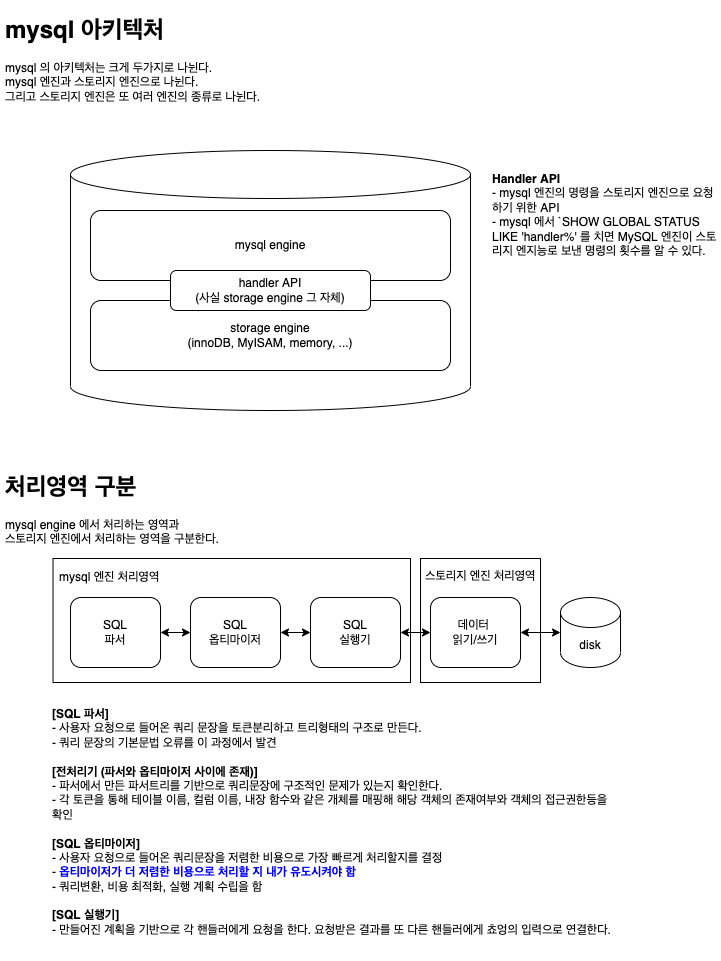 mysql 아키텍처
mysql 의 아키텍처는 크게 두가지로 나뉜다.
mysql 엔진과 스토리지 엔진으로 나뉜다.
그리고 스토리지 엔진은 또 여러 엔진의 종류로 나뉜다.
mysql engine
handler API
(사실 storage engine 그 자체)
storage engine
(innoDB, MyISAM, memory, ...)
Handler API
- mysql 엔진의 명령을 스토리지 엔진으로 요청
하기 위한 API
- mysql 에서 `SHOW GLOBAL STATUS
LIKE 'handler%' 를 치면 MySQL 엔진이 스토
리지 엔지능로 보낸 명령의 횟수를 알 수 있다.
처리영역 구분
mysql engine 에서 처리하는 영역과
스토리지 엔진에서 처리하는 영역을 구분한다.
mysql 엔진 처리영역
스토리지 엔진 처리영역
SQL
파서
SQL
옵티마이저
SQL
실행기
데이터
읽기/쓰기
disk
[SQL 파서]
- 사용자 요청으로 들어온 쿼리 문장을 토큰분리하고 트리형태의 구조로 만든다.
- 쿼리 문장의 기본문법 오류를 이 과정에서 발견
[전처리기 (파서와 옵티마이저 사이에 존재)]
- 파서에서 만든 파서트리를 기반으로 쿼리문장에 구조적인 문제가 있는지 확인한다.
- 각 토큰을 통해 테이블 이름, 컬럼 이름, 내장 함수와 같은 개체를 매핑해 해당 객체의 존재여부와 객체의 접근권한등을
확인
[SQL 옵티마이저]
- 사용자 요청으로 들어온 쿼리문장을 저렴한 비용으로 가장 빠르게 처리할지를 결정
- 옵티마이저가 더 저렴한 비용으로 처리할 지 내가 유도시켜야 함
- 쿼리변환, 비용 최적화, 실행 계획 수립을 함
[SQL 실행기]
- 만들어진 계획을 기반으로 각 핸들러에게 요청을 한다. 요청받은 결과를 또 다른 핸들러에게 쵸엉의 입력으로 연결한다.